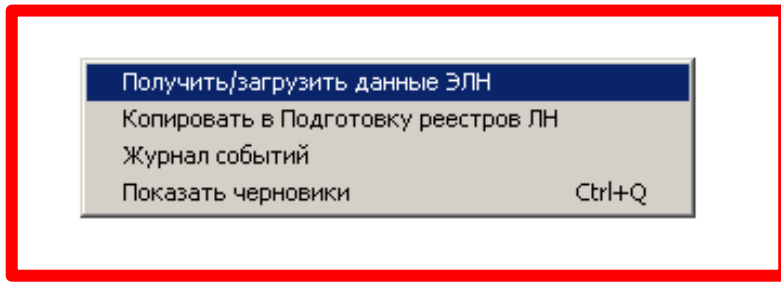 Получить/загрузить данные ЭЛН
Копировать в Подготовку реестров ЛН
Журнал событий
Показать черновики Ctrl+Q